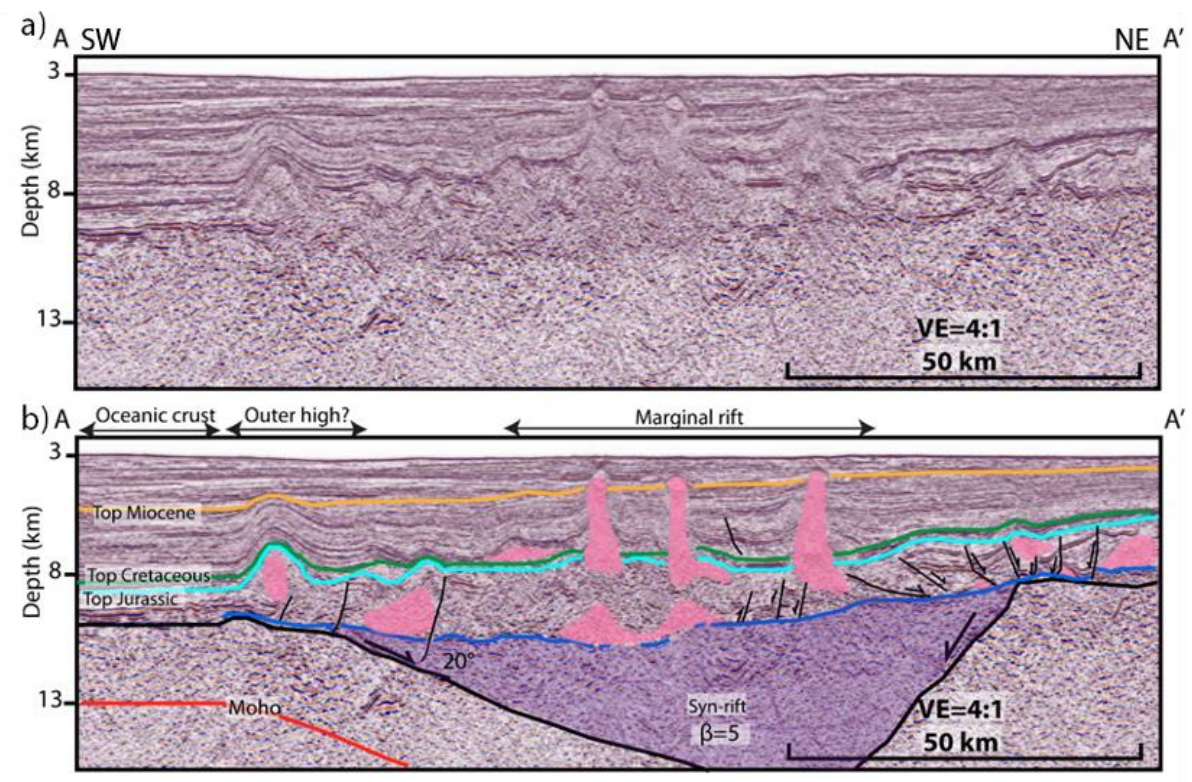 a) A SW NE A'
3
8
13
Depth (km)
VE=4:1
50 km
b) A A'
Oceanic crust Outer high? Marginal rift
3
8
13
Depth (km)
Top Miocene
Top Cretaceous
Top Jurassic
20°
Moho
Syn-rift
β=5
VE=4:1
50 km